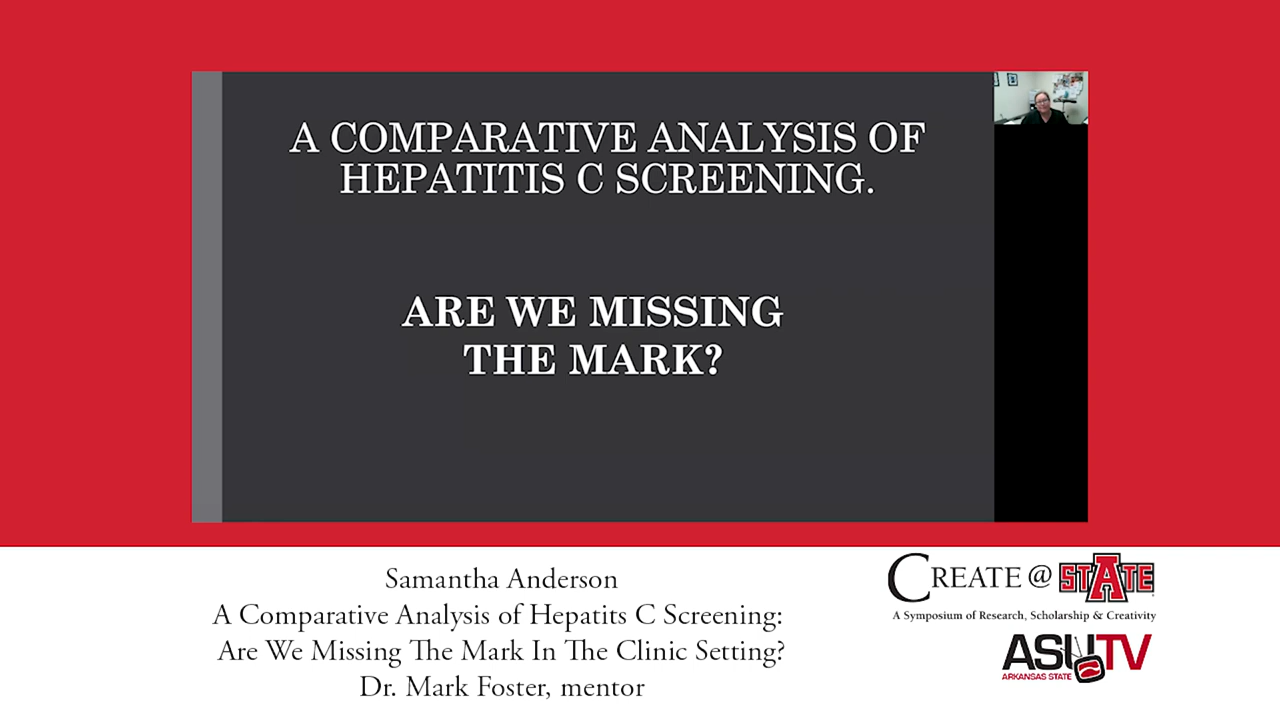 A COMPARATIVE ANALYSIS OF
HEPATITIS C SCREENING.
ARE WE MISSING
THE MARK?
Samantha Anderson
A Comparative Analysis of Hepatits C Screening:
Are We Missing The Mark In The Clinic Setting?
Dr. Mark Foster, mentor
CREATE @ STATE
A Symposium of Research, Scholarship & Creativity
ASU TV
ARKANSAS STATE